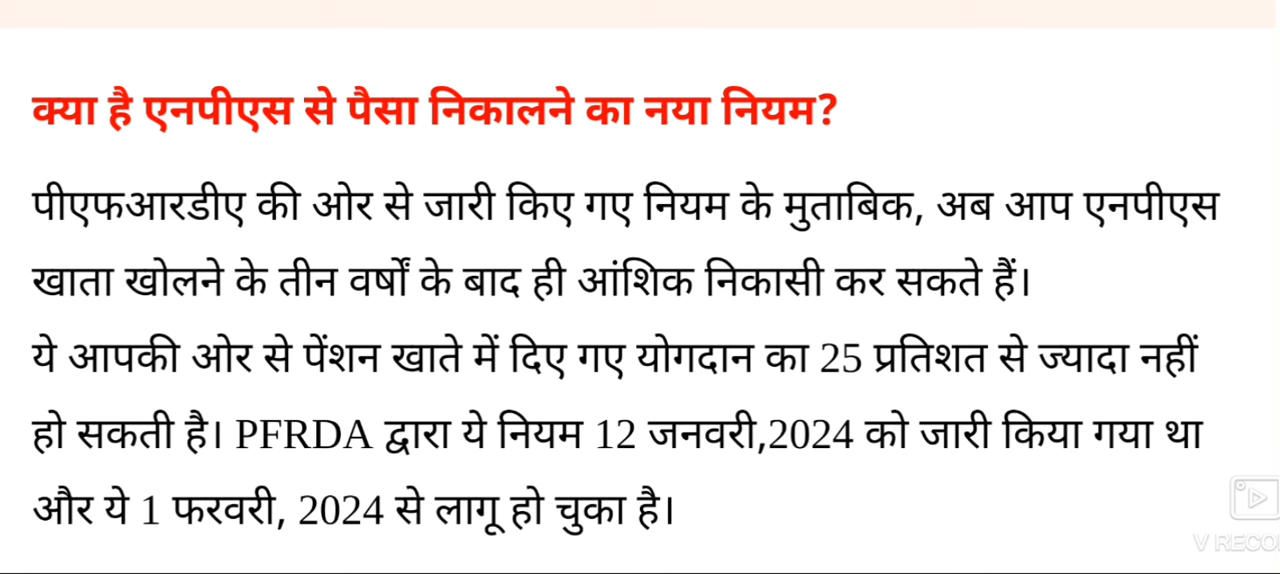 क्या है एनपीएस से पैसा निकालने का नया नियम?
पीएफआरडीए की ओर से जारी किए गए नियम के मुताबिक, अब आप एनपीएस
खाता खोलने के तीन वर्षों के बाद ही आंशिक निकासी कर सकते हैं।
ये आपकी ओर से पेंशन खाते में दिए गए योगदान का 25 प्रतिशत से ज्यादा नहीं
हो सकती है। PFRDA द्वारा ये नियम 12 जनवरी,2024 को जारी किया गया था
और ये 1 फरवरी, 2024 से लागू हो चुका है।
V RECO